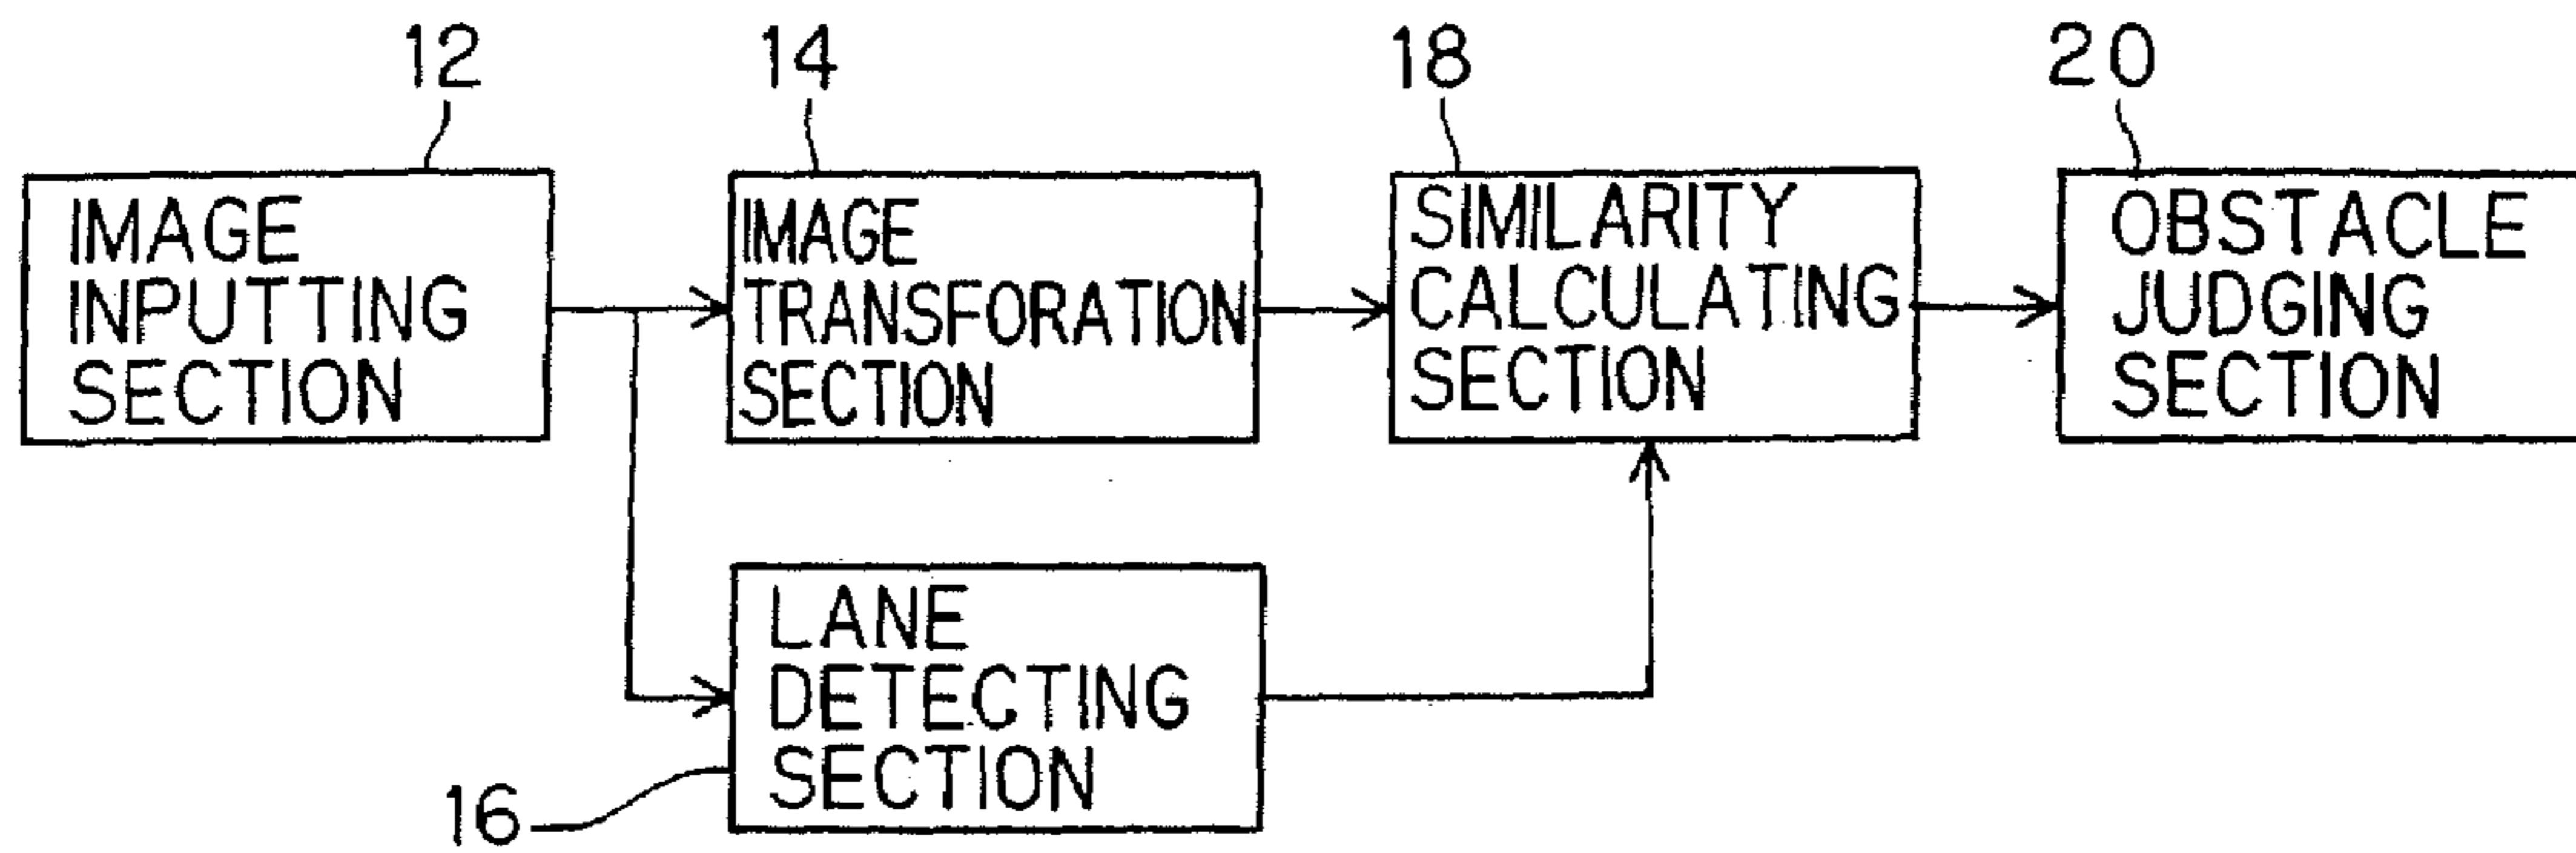 12
14
18
20
IMAGE
INPUTTING
SECTION
IMAGE
TRANSFORATION
SECTION
SIMILARITY
CALCULATING
SECTION
OBSTACLE
JUDGING
SECTION
LANE
DETECTING
SECTION
16